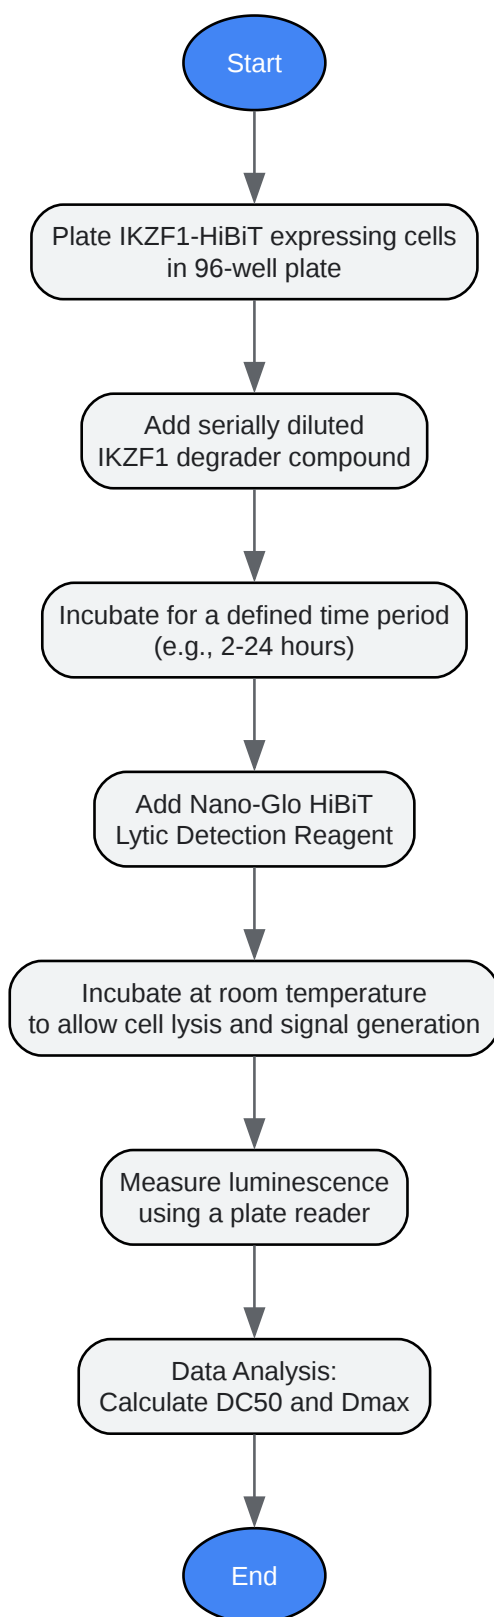 Start
Plate IKZF1-HiBiT expressing cells
in 96-well plate
Add serially diluted
IKZF1 degrader compound
Incubate for a defined time period
(e.g., 2-24 hours)
Add Nano-Glo HiBiT
Lytic Detection Reagent
Incubate at room temperature
to allow cell lysis and signal generation
Measure luminescence
using a plate reader
Data Analysis:
Calculate DC50 and Dmax
End